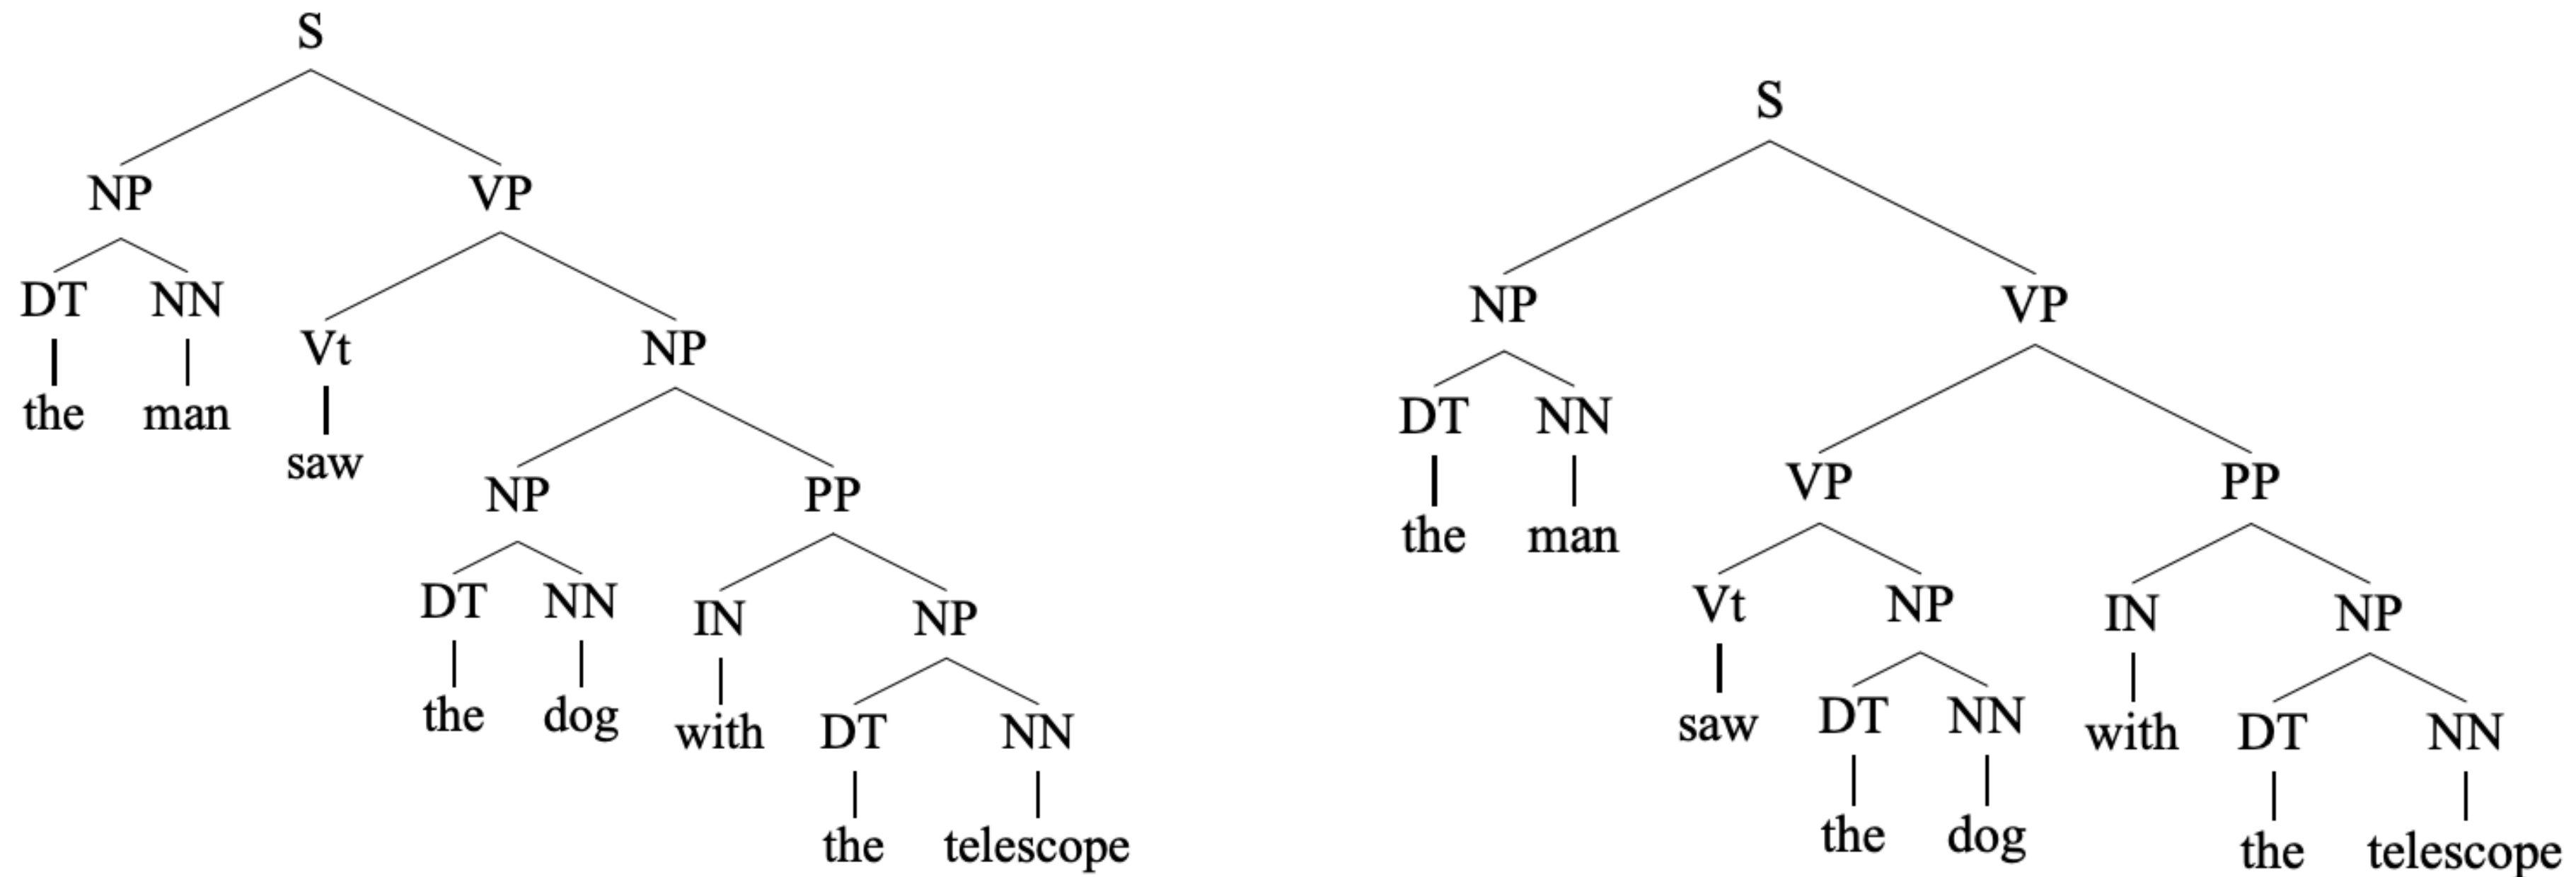 S
NP VP
DT NN Vt NP
the man saw NP PP
DT NN IN NP
the dog with DT NN
the telescope
S
NP VP
DT NN VP PP
the man Vt NP IN NP
saw DT NN with DT NN
the dog the telescope